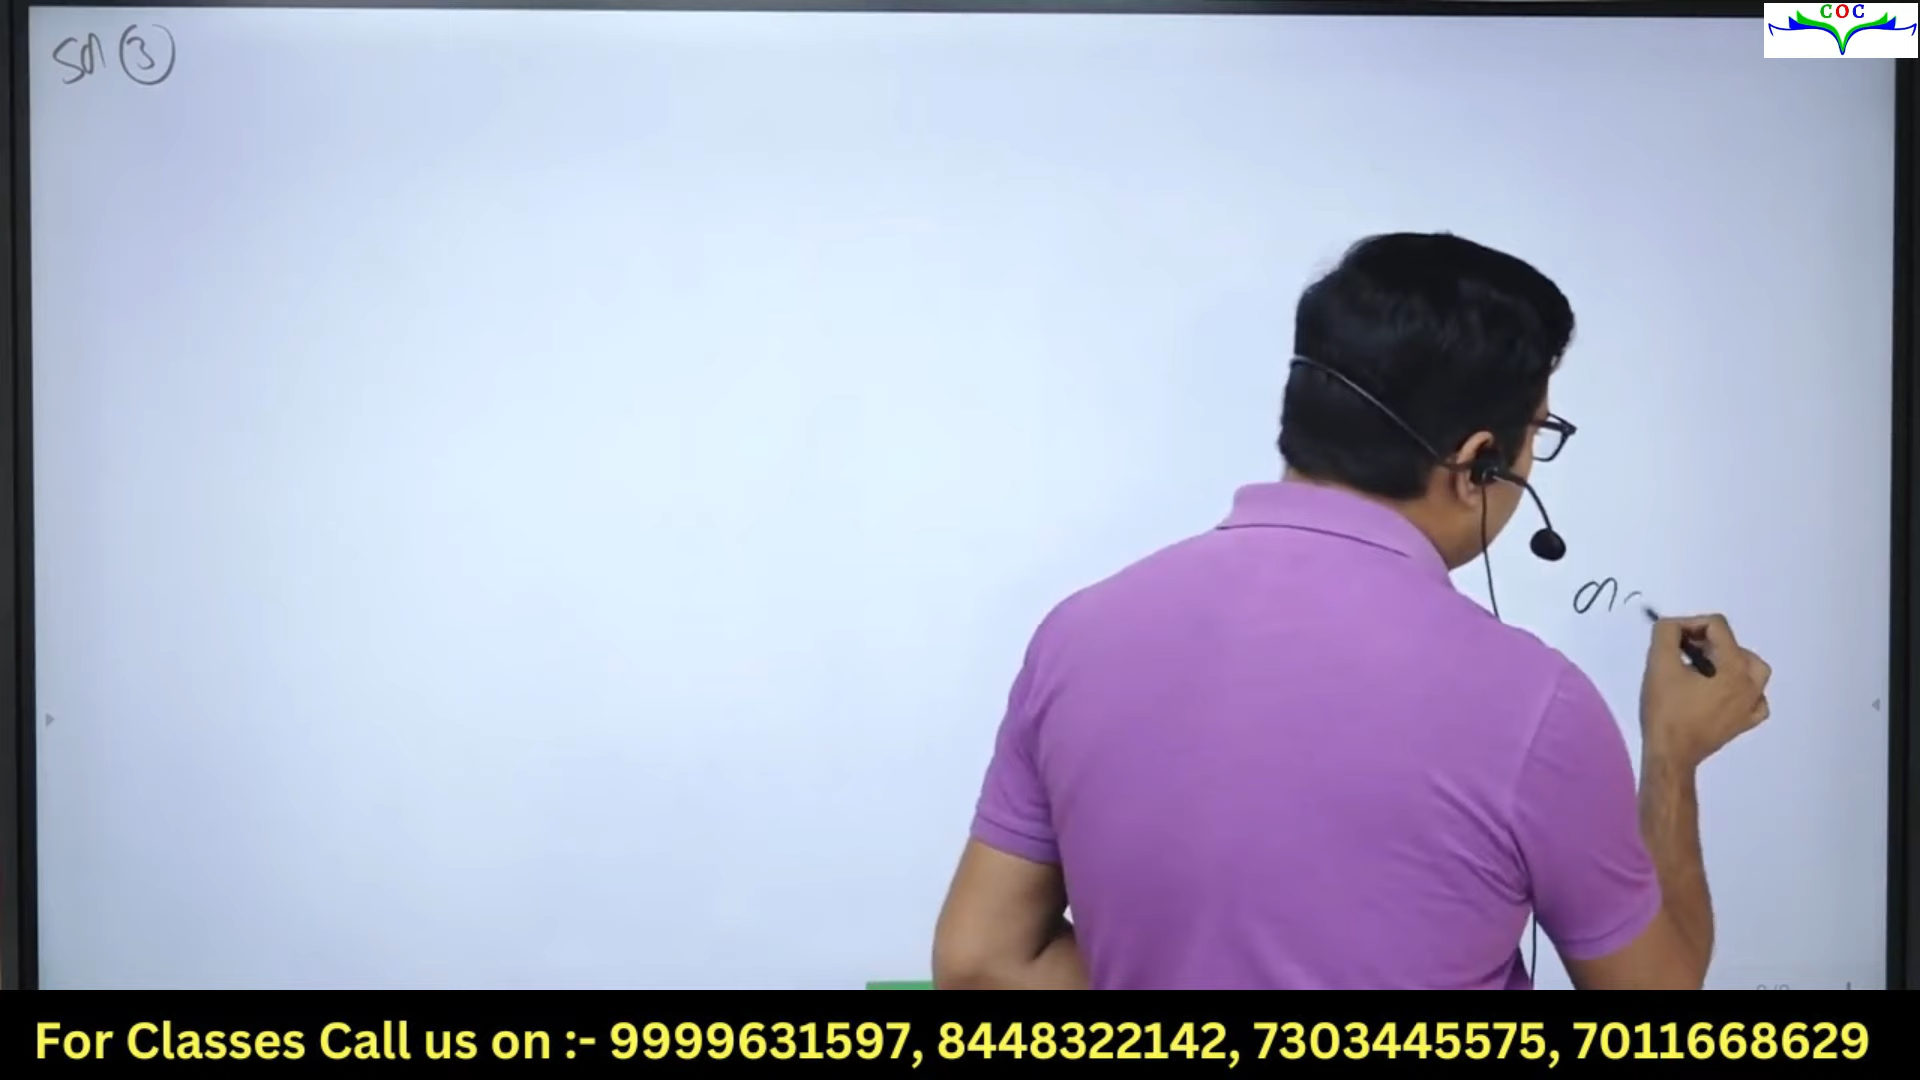 COC
Sol ③
For Classes Call us on :- 9999631597, 8448322142, 7303445575, 7011668629